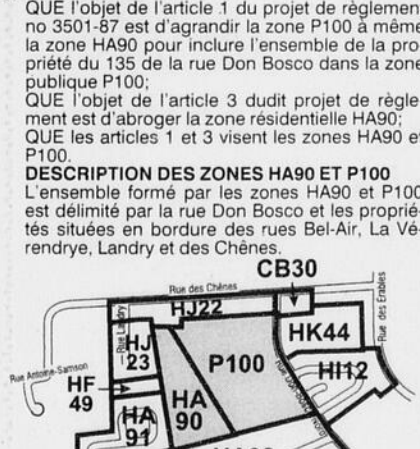 QUE l'objet de l'article 1 du projet de règlement
no 3501-87 est d'agrandir la zone P100 à même
la zone HA90 pour inclure l'ensemble de la pro-
priété du 135 de la rue Don Bosco dans la zone
publique P100;
QUE l'objet de l'article 3 dudit projet de règle-
ment est d'abroger la zone résidentielle HA90;
QUE les articles 1 et 3 visent les zones HA90 et
P100.
DESCRIPTION DES ZONES HA90 ET P100
L'ensemble formé par les zones HA90 et P100
est délimité par la rue Don Bosco et les proprié-
tés situées en bordure des rues Bel-Air, La Vé-
rendrye, Landry et des Chênes.
CB30
Rue des Chênes
HJ22
Rue des Érables
Rue Landry
HJ
23
HK44
P100
HI12
Rue Antoine-Samson
HF
49
HA
90
Rue Don-Bosco
HA
91